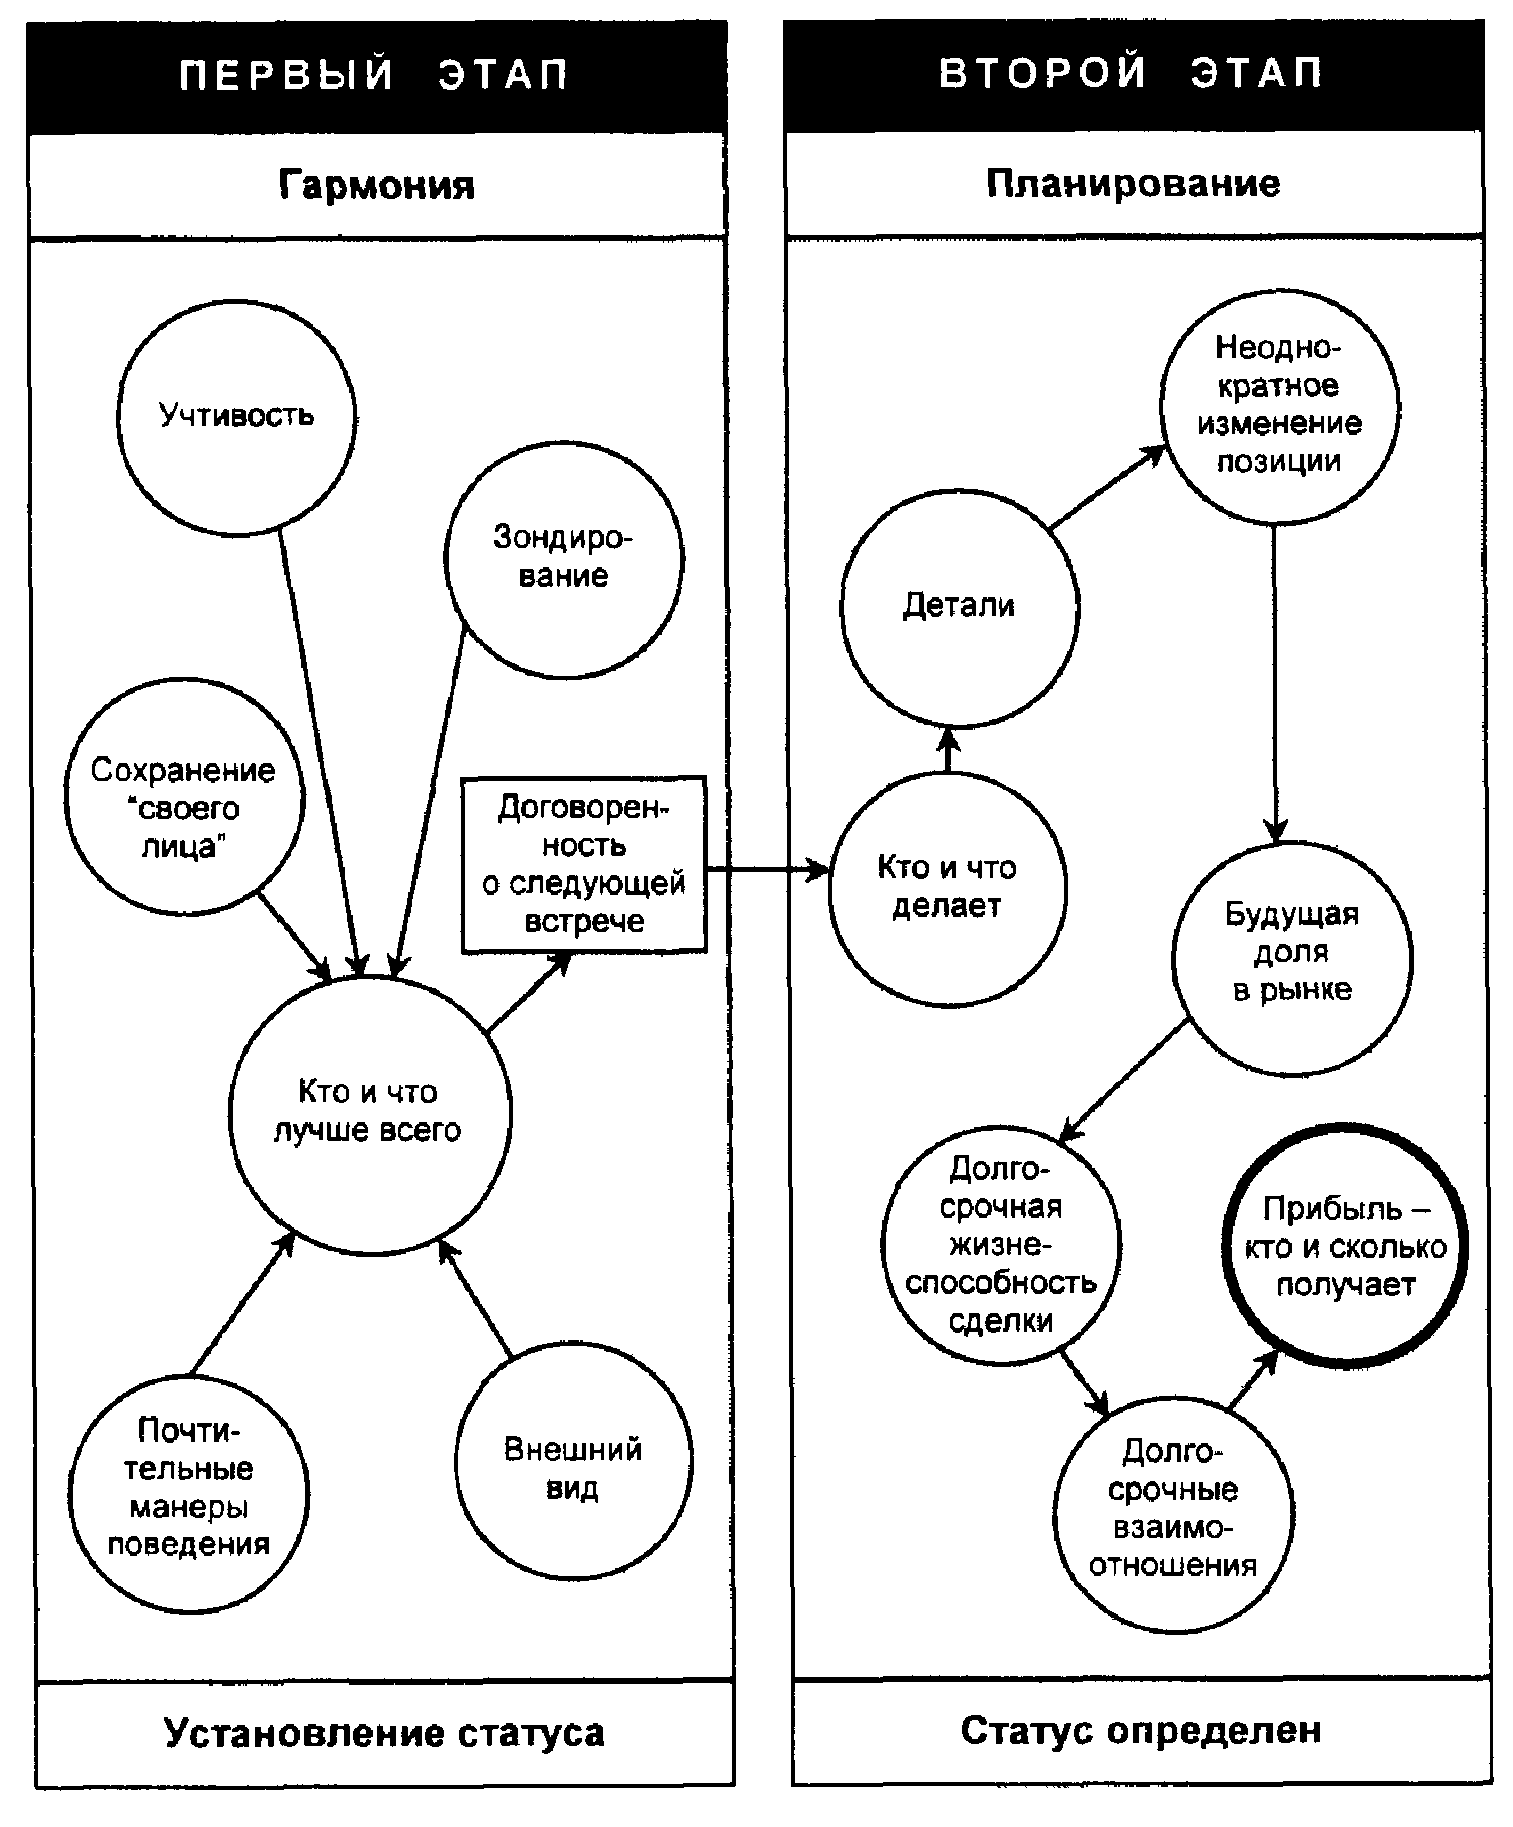 ПЕРВЫЙ ЭТАП
Гармония
Учтивость
Зондиро-
вание
Сохранение
"своего
лица"
Договорен-
ность
о следующей
встрече
Кто и что
лучше всего
Почти-
тельные
манеры
поведения
Внешний
вид
Установление статуса
ВТОРОЙ ЭТАП
Планирование
Неодно-
кратное
изменение
позиции
Детали
Кто и что
делает
Будущая
доля
в рынке
Долго-
срочная
жизне-
способность
сделки
Прибыль –
кто и сколько
получает
Долго-
срочные
взаимо-
отношения
Статус определен